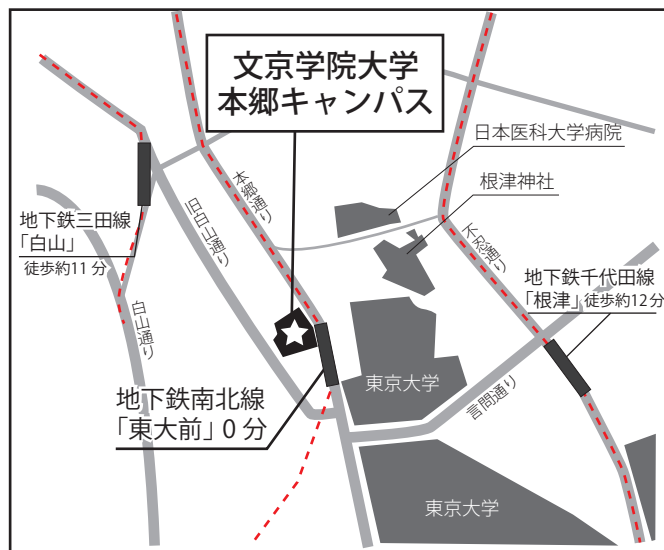 文京学院大学
本郷キャンパス
日本医科大学病院
根津神社
本郷通り
旧白山通り
不忍通り
地下鉄三田線
「白山」
徒歩約11分
白山通り
地下鉄千代田線
「根津」徒歩約12分
東京大学
言問通り
地下鉄南北線
「東大前」0分
東京大学